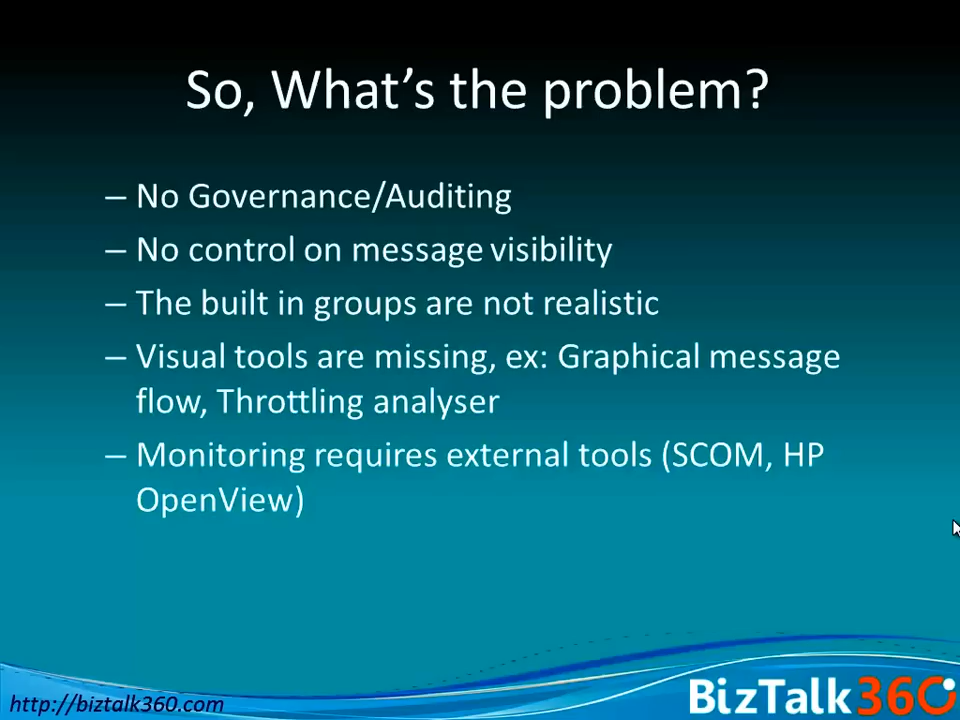 So, What's the problem?
– No Governance/Auditing
– No control on message visibility
– The built in groups are not realistic
– Visual tools are missing, ex: Graphical message
flow, Throttling analyser
– Monitoring requires external tools (SCOM, HP
OpenView)
http://biztalk360.com
BizTalk360